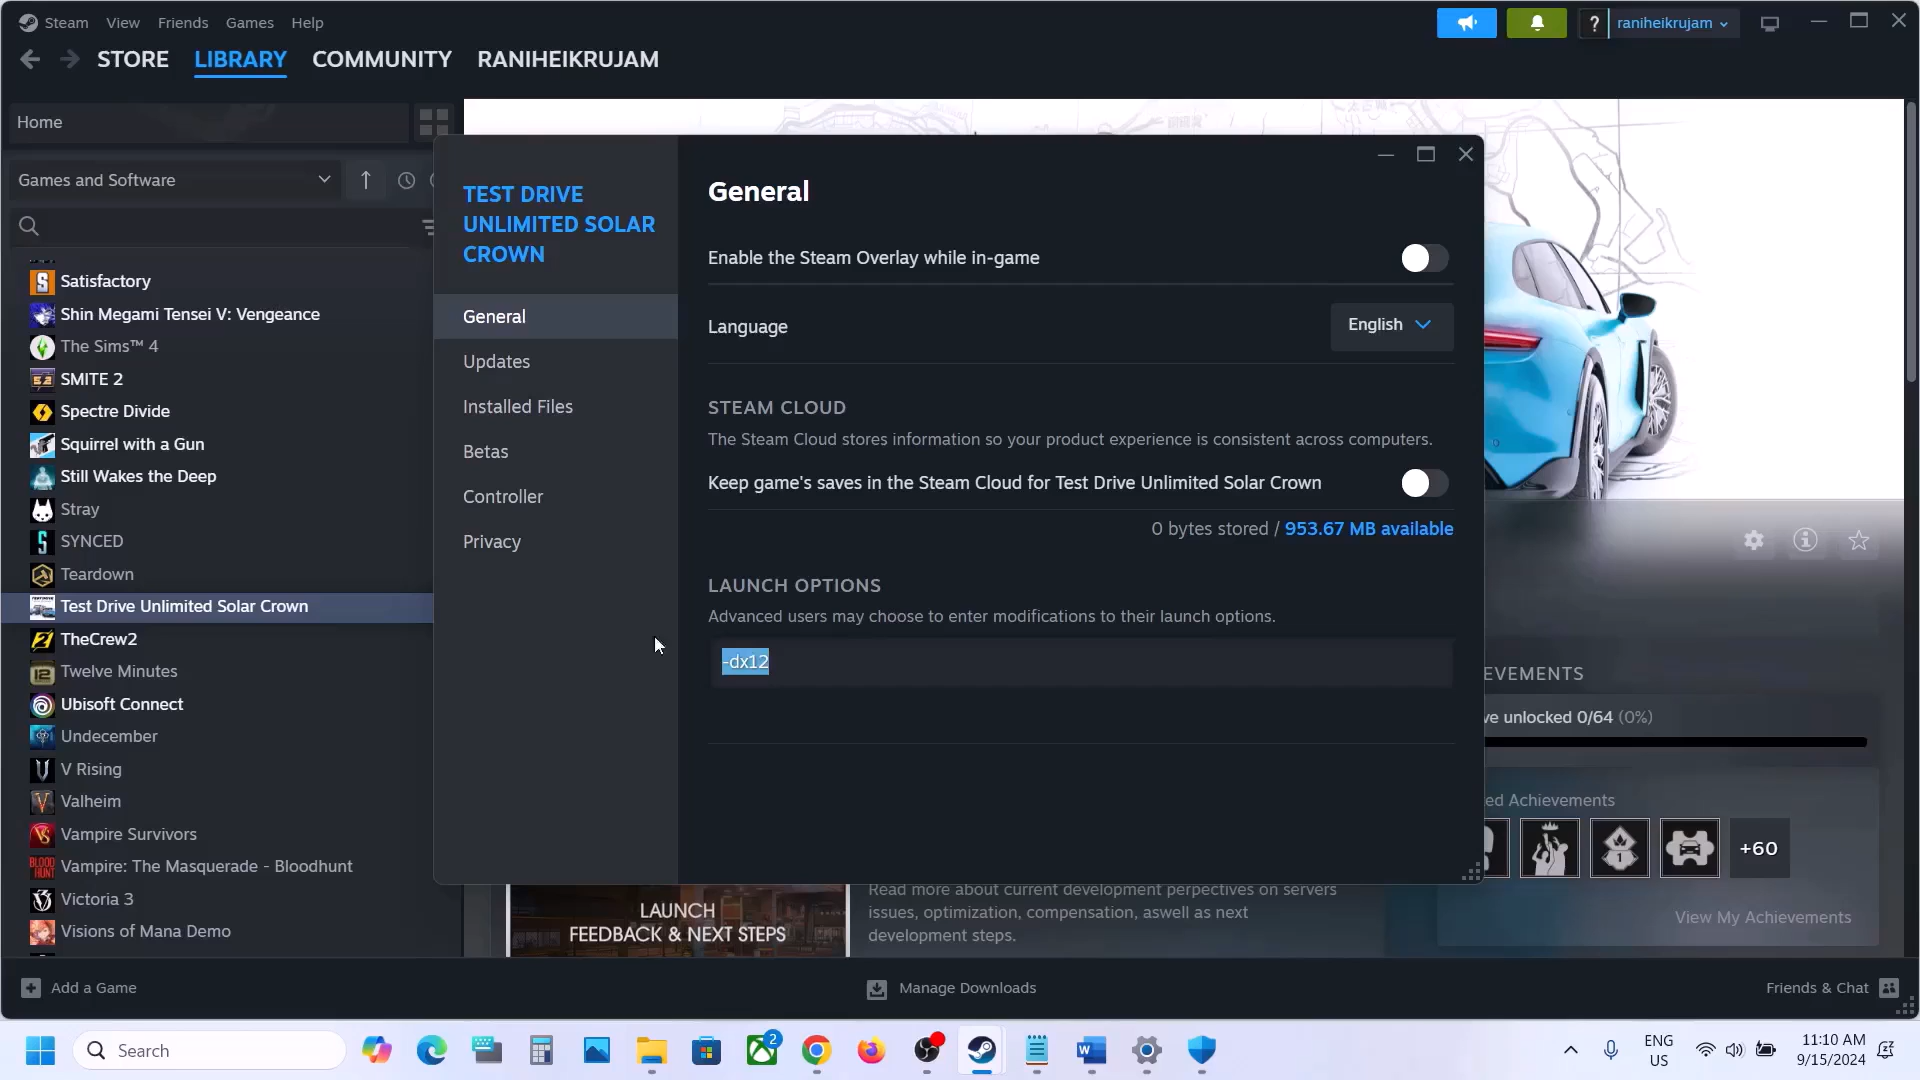 Steam View Friends Games Help
? raniheikrujam
STORE LIBRARY COMMUNITY RANIHEIKRUJAM
Home
Games and Software
Satisfactory
Shin Megami Tensei V: Vengeance
The Sims™ 4
SMITE 2
Spectre Divide
Squirrel with a Gun
Still Wakes the Deep
Stray
SYNCED
Teardown
Test Drive Unlimited Solar Crown
TheCrew2
Twelve Minutes
Ubisoft Connect
Undecember
V Rising
Valheim
Vampire Survivors
Vampire: The Masquerade - Bloodhunt
Victoria 3
Visions of Mana Demo
TEST DRIVE
UNLIMITED SOLAR
CROWN
General
Updates
Installed Files
Betas
Controller
Privacy
General
Enable the Steam Overlay while in-game
Language English
STEAM CLOUD
The Steam Cloud stores information so your product experience is consistent across computers.
Keep game's saves in the Steam Cloud for Test Drive Unlimited Solar Crown
0 bytes stored / 953.67 MB available
LAUNCH OPTIONS
Advanced users may choose to enter modifications to their launch options.
-dx12
EVEMENTS
ve unlocked 0/64 (0%)
ed Achievements
+60
View My Achievements
LAUNCH
FEEDBACK & NEXT STEPS
Read more about current development perpectives on servers
issues, optimization, compensation, aswell as next
development steps.
Add a Game
Manage Downloads
Friends & Chat
Search
2
ENG
US
11:10 AM
9/15/2024